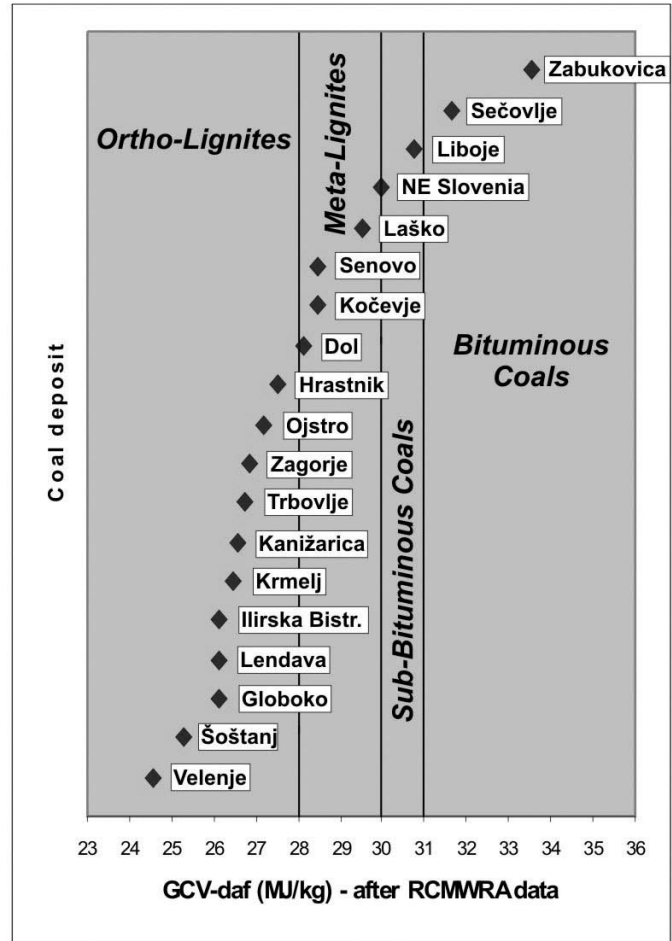 Zabukovica
Sečovlje
Ortho-Lignites
Meta-Lignites
Liboje
NE Slovenia
Laško
Senovo
Kočevje
Dol
Bituminous
Coals
Hrastnik
Ojstro
Sub-Bituminous Coals
Zagorje
Trbovlje
Kanižarica
Krmelj
Ilirska Bistr.
Lendava
Globoko
Šoštanj
Velenje
Coal deposit
23 24 25 26 27 28 29 30 31 32 33 34 35 36
GCV-daf (MJ/kg) - after RCMWRA data